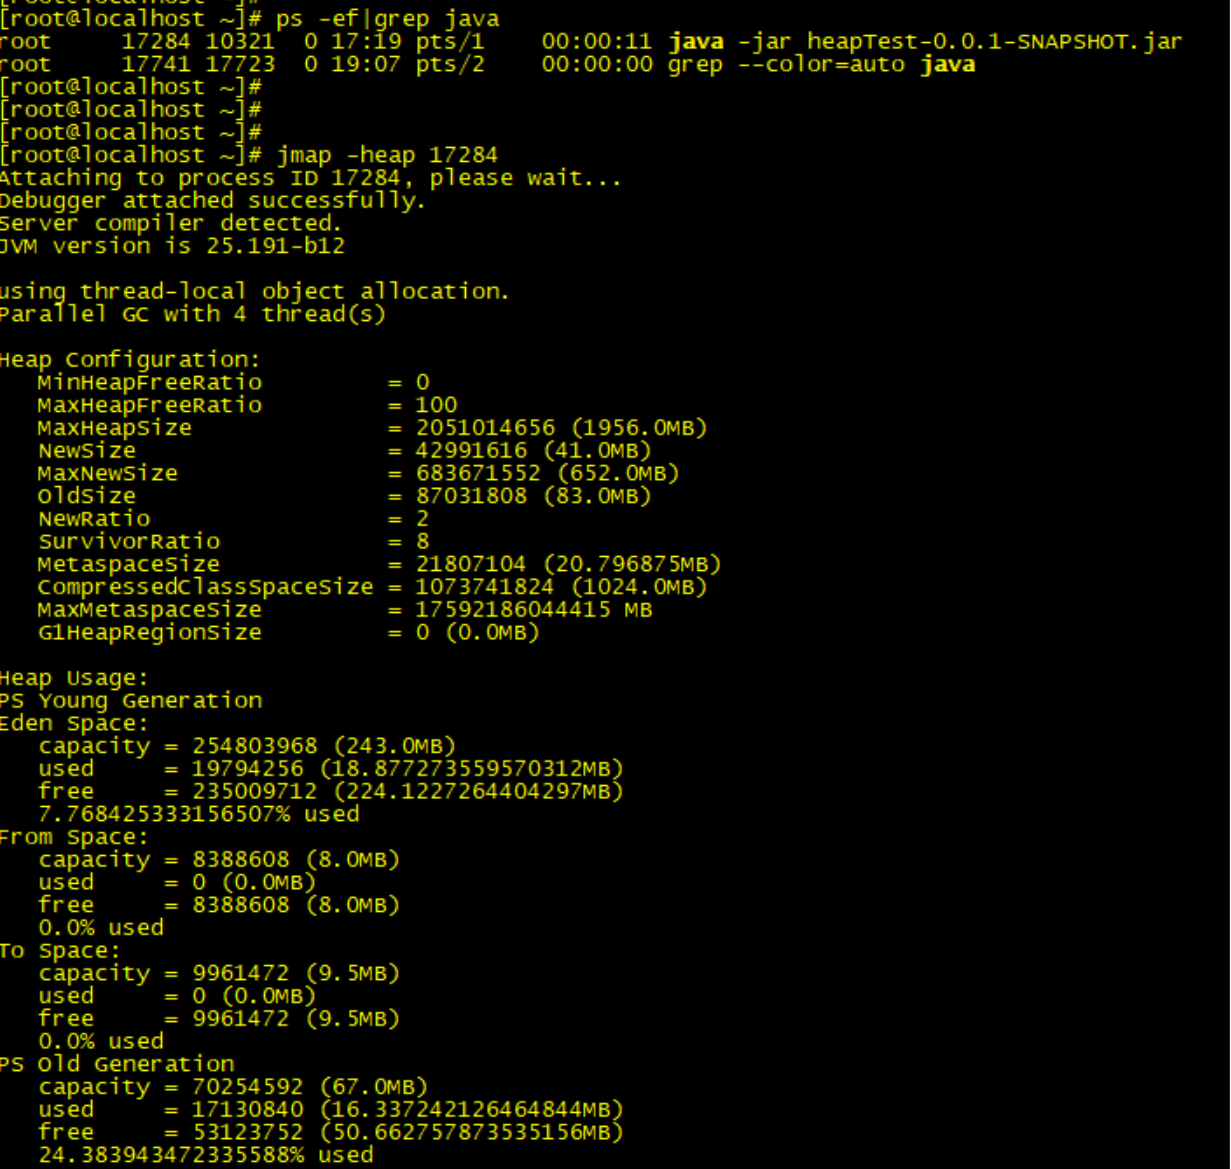 [root@localhost ~]#
[root@localhost ~]# ps -ef|grep java
root     17284 10321  0 17:19 pts/1    00:00:11 java -jar heapTest-0.0.1-SNAPSHOT.jar
root     17741 17723  0 19:07 pts/2    00:00:00 grep --color=auto java
[root@localhost ~]#
[root@localhost ~]#
[root@localhost ~]#
[root@localhost ~]# jmap -heap 17284
Attaching to process ID 17284, please wait...
Debugger attached successfully.
Server compiler detected.
JVM version is 25.191-b12
using thread-local object allocation.
Parallel GC with 4 thread(s)
Heap Configuration:
   MinHeapFreeRatio         = 0
   MaxHeapFreeRatio         = 100
   MaxHeapSize              = 2051014656 (1956.0MB)
   NewSize                  = 42991616 (41.0MB)
   MaxNewSize               = 683671552 (652.0MB)
   OldSize                  = 87031808 (83.0MB)
   NewRatio                 = 2
   SurvivorRatio            = 8
   MetaspaceSize            = 21807104 (20.796875MB)
   CompressedClassSpaceSize = 1073741824 (1024.0MB)
   MaxMetaspaceSize         = 17592186044415 MB
   G1HeapRegionSize         = 0 (0.0MB)
Heap Usage:
PS Young Generation
Eden Space:
   capacity = 254803968 (243.0MB)
   used     = 19794256 (18.877273559570312MB)
   free     = 235009712 (224.1227264404297MB)
   7.768425333156507% used
From Space:
   capacity = 8388608 (8.0MB)
   used     = 0 (0.0MB)
   free     = 8388608 (8.0MB)
   0.0% used
To Space:
   capacity = 9961472 (9.5MB)
   used     = 0 (0.0MB)
   free     = 9961472 (9.5MB)
   0.0% used
PS Old Generation
   capacity = 70254592 (67.0MB)
   used     = 17130840 (16.337242126464844MB)
   free     = 53123752 (50.662757873535156MB)
   24.383943472335588% used